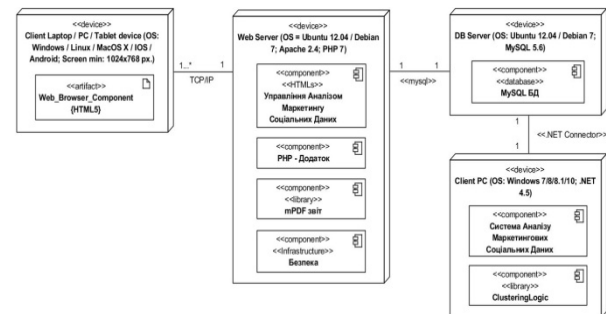 <<device>>
Client Laptop / PC / Tablet device (OS:
Windows / Linux / MacOS X / IOS /
Android; Screen min: 1024x768 px.)
<<artifact>>
Web_Browser_Component
{HTML5}
1...*
1
TCP/IP
<<device>>
Web Server (OS = Ubuntu 12.04 / Debian
7; Apache 2.4; PHP 7)
<<component>>
<<HTMLs>>
Управління Аналізом
Маркетингу
Соціальних Даних
<<component>>
PHP - Додаток
<<component>>
<<library>>
mPDF звіт
<<component>>
<<Infrastructure>>
Безпека
1
1
<<mysql>>
<<device>>
DB Server (OS: Ubuntu 12.04 / Debian 7;
MySQL 5.6)
<<component>>
<<database>>
MySQL БД
1
<<.NET Connector>>
1
<<device>>
Client PC (OS: Windows 7/8/8.1/10; .NET
4.5)
<<component>>
Система Аналізу
Маркетингових
Соціальних Даних
<<component>>
<<library>>
ClusteringLogic